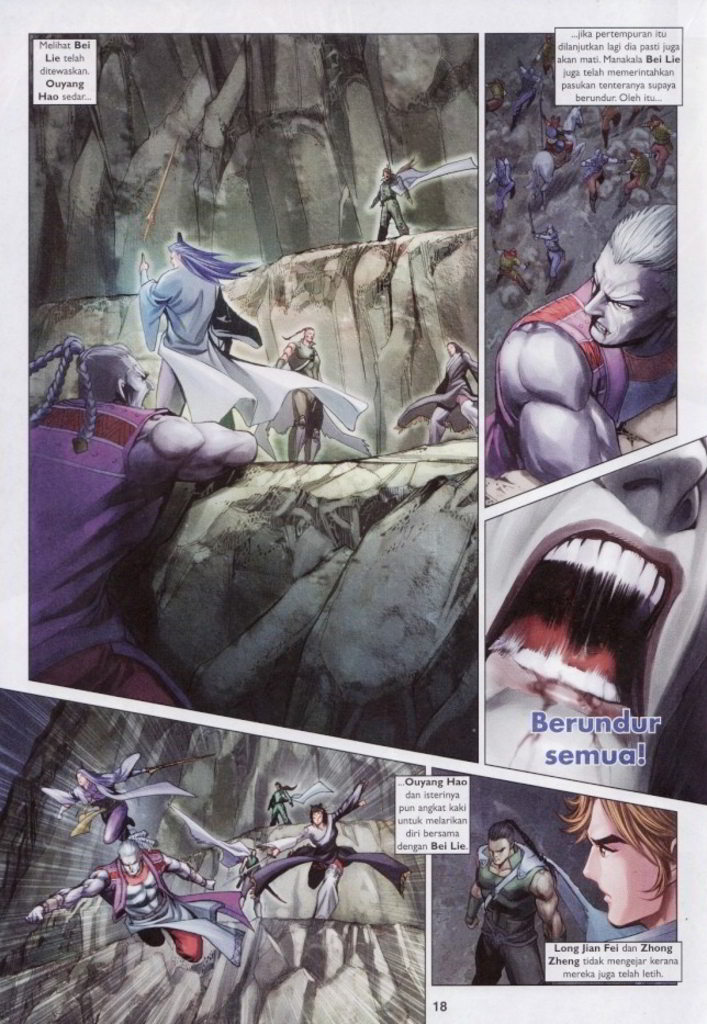 Melihat Bei
Lie telah
ditewaskan.
Ouyang
Hao sedar...
...jika pertempuran itu
dilanjutkan lagi dia pasti juga
akan mati. Manakala Bei Lie
juga telah memerintahkan
pasukan tenteranya supaya
berundur. Oleh itu...
Berundur
semua!
...Ouyang Hao
dan isterinya
pun angkat kaki
untuk melarikan
diri bersama
dengan Bei Lie.
Long Jian Fei dan Zhong
Zheng tidak mengejar kerana
mereka juga telah letih.
18